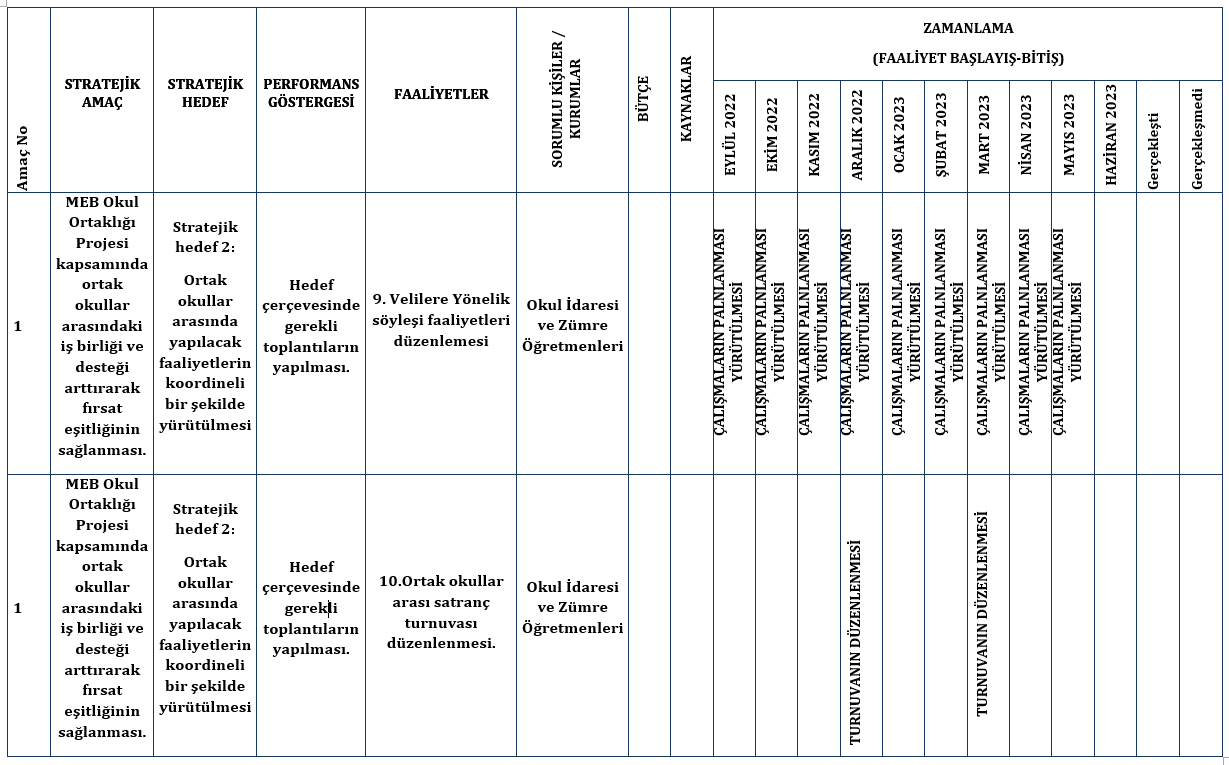 Amaç No
STRATEJİK
AMAÇ
STRATEJİK
HEDEF
PERFORMANS
GÖSTERGESİ
FAALİYETLER
SORUMLU KİŞİLER /
KURUMLAR
BÜTÇE
KAYNAKLAR
ZAMANLAMA
(FAALİYET BAŞLAYIŞ-BİTİŞ)
EYLÜL 2022
EKİM 2022
KASIM 2022
ARALIK 2022
OCAK 2023
ŞUBAT 2023
MART 2023
NİSAN 2023
MAYIS 2023
HAZİRAN 2023
Gerçekleşti
Gerçekleşmedi
1
MEB Okul
Ortaklığı
Projesi
kapsamında
ortak
okullar
arasındaki
iş birliği ve
desteği
arttırarak
fırsat
eşitliğinin
sağlanması.
Stratejik
hedef 2:
Ortak
okullar
arasında
yapılacak
faaliyetlerin
koordineli
bir şekilde
yürütülmesi
Hedef
çerçevesinde
gerekli
toplantıların
yapılması.
9. Velilere Yönelik
söyleşi faaliyetleri
düzenlemesi
Okul İdaresi
ve Zümre
Öğretmenleri
ÇALIŞMALARIN PALNLANMASI
YÜRÜTÜLMESİ
ÇALIŞMALARIN PALNLANMASI
YÜRÜTÜLMESİ
ÇALIŞMALARIN PALNLANMASI
YÜRÜTÜLMESİ
ÇALIŞMALARIN PALNLANMASI
YÜRÜTÜLMESİ
ÇALIŞMALARIN PALNLANMASI
YÜRÜTÜLMESİ
ÇALIŞMALARIN PALNLANMASI
YÜRÜTÜLMESİ
ÇALIŞMALARIN PALNLANMASI
YÜRÜTÜLMESİ
ÇALIŞMALARIN PALNLANMASI
YÜRÜTÜLMESİ
ÇALIŞMALARIN PALNLANMASI
YÜRÜTÜLMESİ
1
MEB Okul
Ortaklığı
Projesi
kapsamında
ortak
okullar
arasındaki
iş birliği ve
desteği
arttırarak
fırsat
eşitliğinin
sağlanması.
Stratejik
hedef 2:
Ortak
okullar
arasında
yapılacak
faaliyetlerin
koordineli
bir şekilde
yürütülmesi
Hedef
çerçevesinde
gerekli
toplantıların
yapılması.
10.Ortak okullar
arası satranç
turnuvası
düzenlenmesi.
Okul İdaresi
ve Zümre
Öğretmenleri
TURNUVANIN DÜZENLENMESİ
TURNUVANIN DÜZENLENMESİ